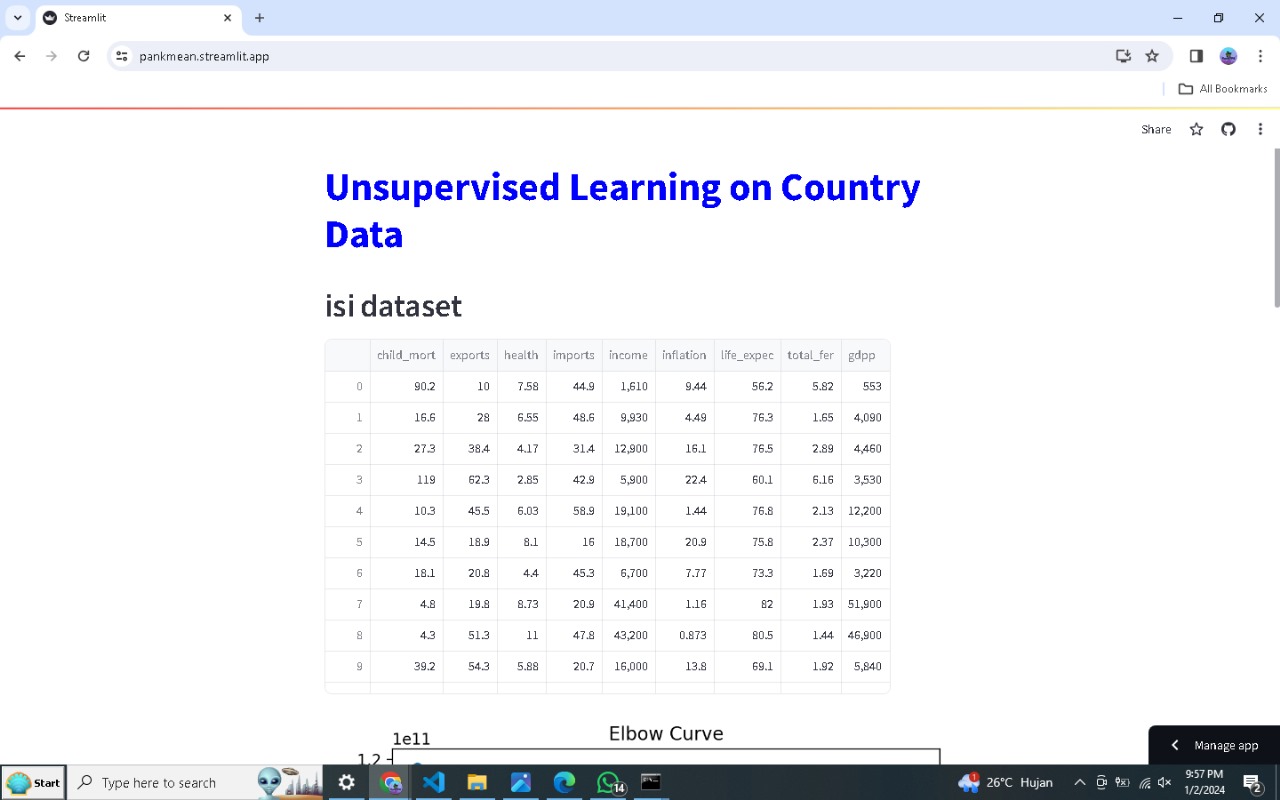 Streamlit
pankmean.streamlit.app
All Bookmarks
Share
Unsupervised Learning on Country
Data
isi dataset
child_mort exports health imports income inflation life_expec total_fer gdpp
0 90.2 10 7.58 44.9 1,610 9.44 56.2 5.82 553
1 16.6 28 6.55 48.6 9,930 4.49 76.3 1.65 4,090
2 27.3 38.4 4.17 31.4 12,900 16.1 76.5 2.89 4,460
3 119 62.3 2.85 42.9 5,900 22.4 60.1 6.16 3,530
4 10.3 45.5 6.03 58.9 19,100 1.44 76.8 2.13 12,200
5 14.5 18.9 8.1 16 18,700 20.9 75.8 2.37 10,300
6 18.1 20.8 4.4 45.3 6,700 7.77 73.3 1.69 3,220
7 4.8 19.8 8.73 20.9 41,400 1.16 82 1.93 51,900
8 4.3 51.3 11 47.8 43,200 0.873 80.5 1.44 46,900
9 39.2 54.3 5.88 20.7 16,000 13.8 69.1 1.92 5,840
Elbow Curve
1e11
1.2
Manage app
Start
Type here to search
14
1
26°C Hujan
9:57 PM
1/2/2024
2